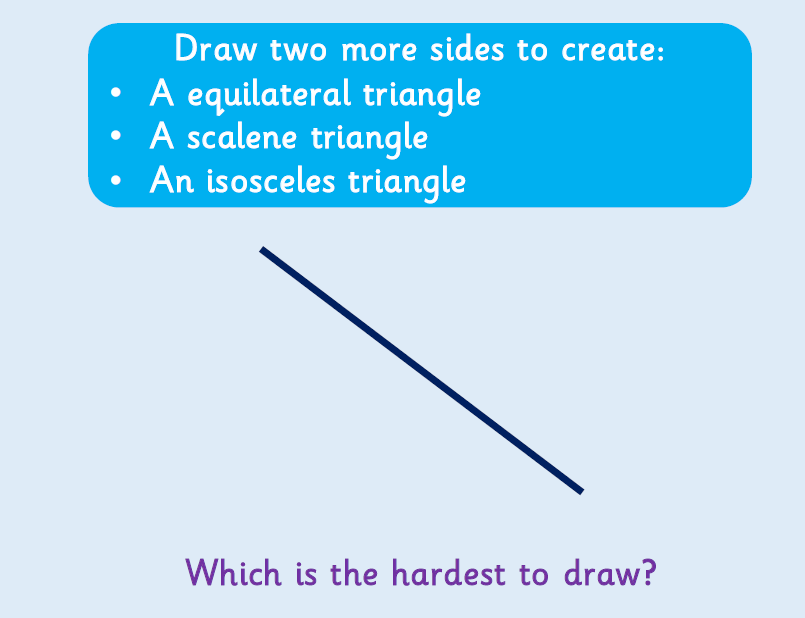 Draw two more sides to create:
• A equilateral triangle
• A scalene triangle
• An isosceles triangle
Which is the hardest to draw?